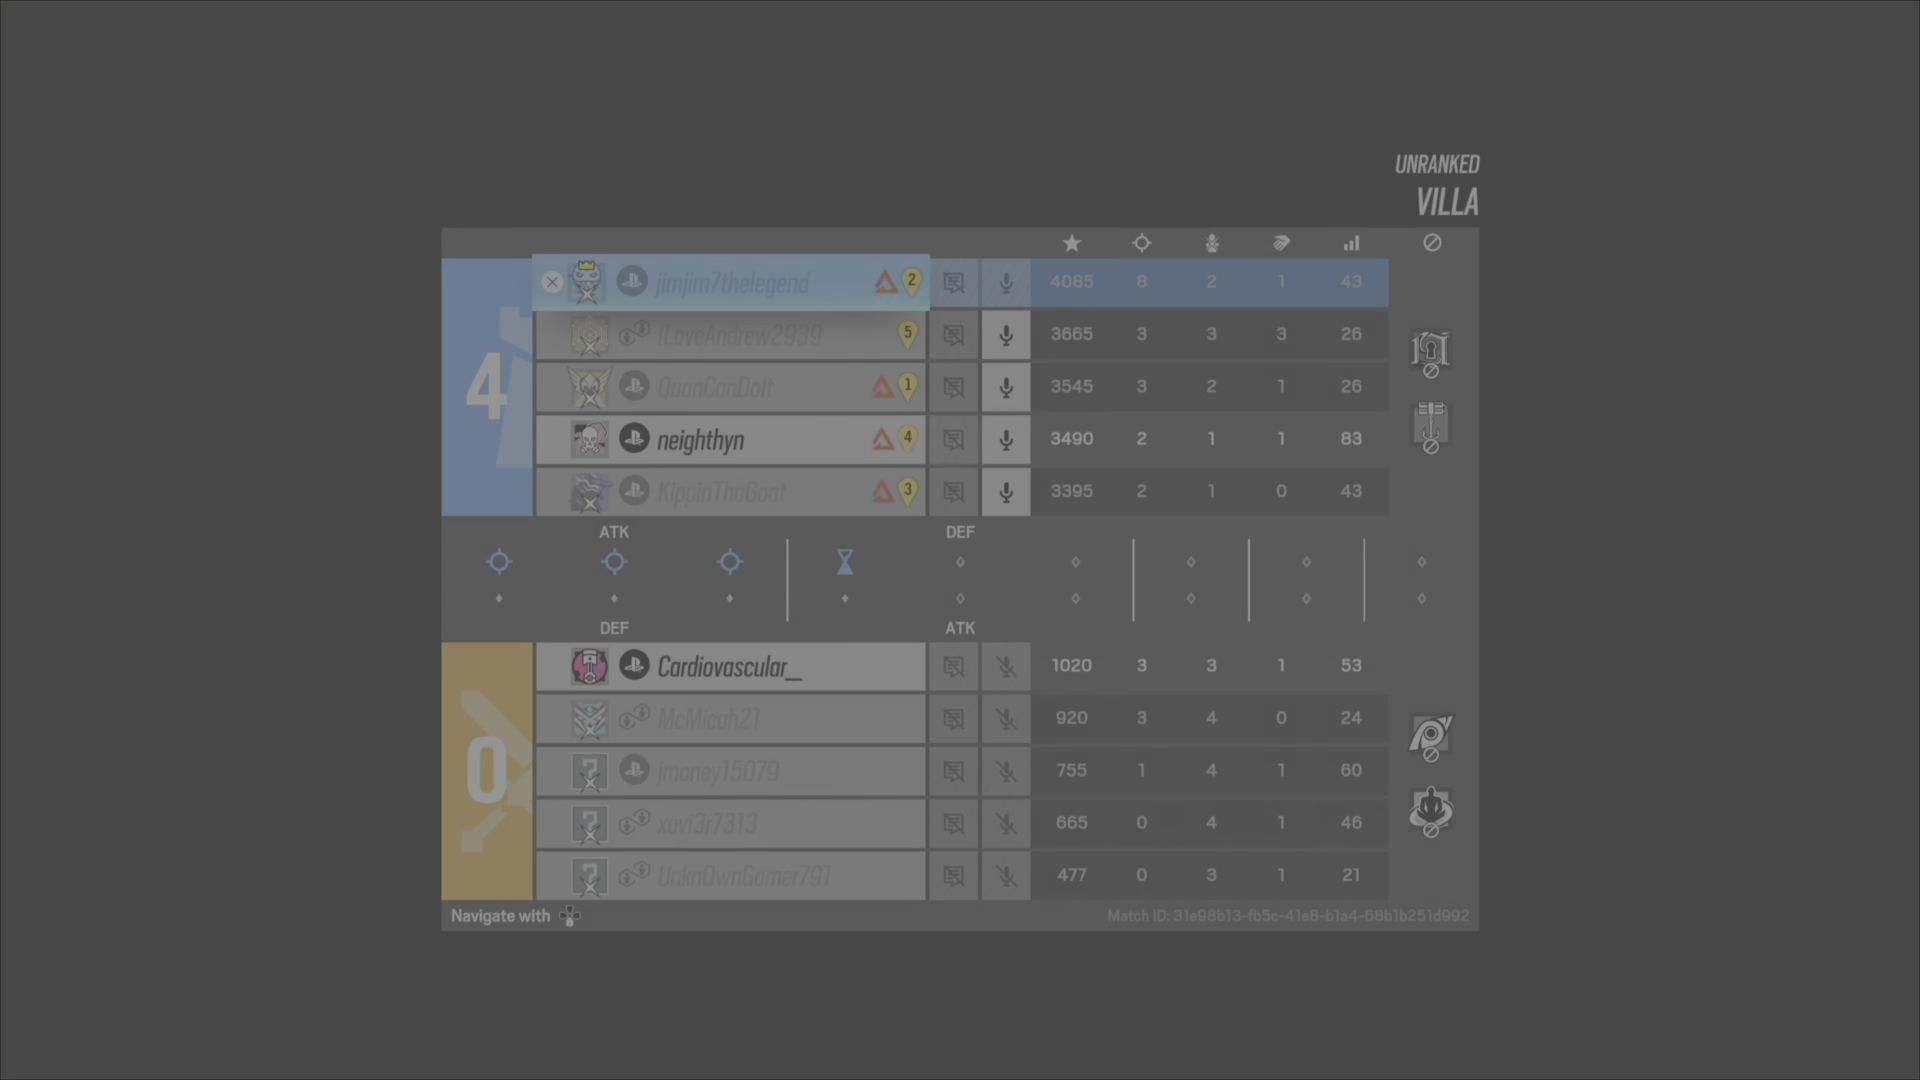 UNRANKED
VILLA
4
jimjim7thelegend 2 4085 8 2 1 43
ILoveAndrew2939 5 3665 3 3 3 26
QuanCanDoIt 1 3545 3 2 1 26
neighthyn 4 3490 2 1 1 83
KippinThaGoat 3 3395 2 1 0 43
ATK DEF
DEF ATK
0
Cardiovascular_ 1020 3 3 1 53
McMicah21 920 3 4 0 24
jmoney15079 755 1 4 1 60
xavi3r7313 665 0 4 1 46
UnknOwnGamer791 477 0 3 1 21
Navigate with
Match ID: 31e98b13-fb5c-41e8-b1a4-68b1b251d992